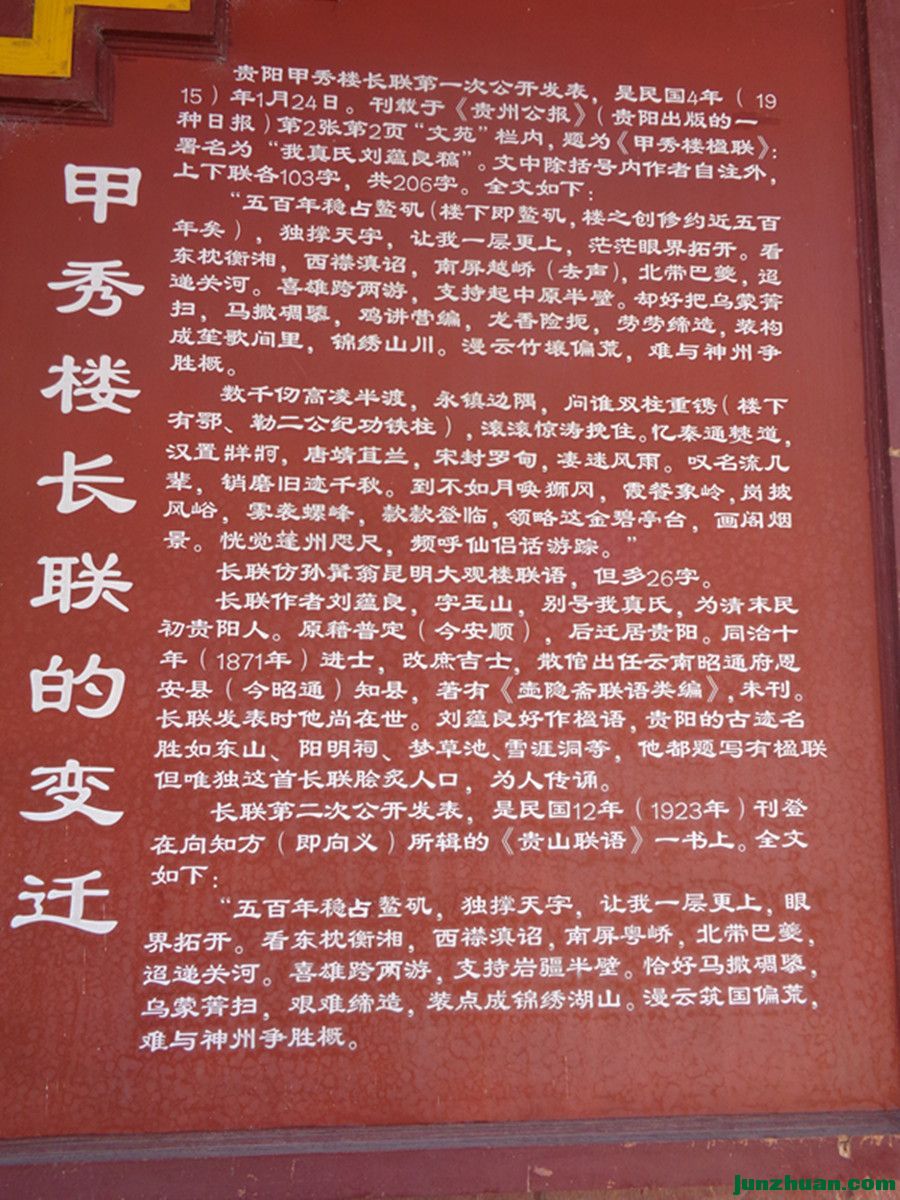 甲秀楼长联的变迁
贵阳甲秀楼长联第一次公开发表，是民国4年（19
15）年1月24日。刊载于《贵州公报》（贵阳出版的一
种日报）第2张第2页“文苑”栏内，题为《甲秀楼楹联》：
署名为“我真氏刘蕴良稿”。文中除括号内作者自注外，
上下联各103字，共206字。全文如下：
“五百年稳占鳌矶（楼下即鳌矶，楼之创修约近五百
年矣），独撑天宇，让我一层更上，茫茫眼界拓开。看
东枕衡湘，西襟滇诏，南屏越峤（去声），北带巴夔，迢
递关河。喜雄跨两游，支持起中原半壁。却好把乌蒙箐
扫，马撒碉隳，鸡讲营编，龙香险扼，劳劳缔造，装构
成笙歌间里，锦绣山川。漫云竹壤偏荒，难与神州争
胜概。
数千仞高凌半渡，永镇边隅，问谁双柱重镌（楼下
有鄂、勒二公纪功铁柱），滚滚惊涛挽住。忆秦通僰道，
汉置牂牁，唐靖苴兰，宋封罗甸，凄迷风雨。叹名流几
辈，销磨旧迹千秋。到不如月唤狮冈，霞餐象岭，岗披
风峪，雾袭螺峰，款款登临，领略这金碧亭台，画阁烟
景。恍觉蓬州咫尺，频呼仙侣话游踪。”
长联仿孙髯翁昆明大观楼联语，但多26字。
长联作者刘蕴良，字玉山，别号我真氏，为清末民
初贵阳人。原籍普定（今安顺），后迁居贵阳。同治十
年（1871年）进士，改庶吉士，散馆出任云南昭通府恩
安县（今昭通）知县，著有《壶隐斋联语类编》，未刊。
长联发表时他尚在世。刘蕴良好作楹语，贵阳的古迹名
胜如东山、阳明祠、梦草池、雪涯洞等，他都题写有楹联
但唯独这首长联脍炙人口，为人传诵。
长联第二次公开发表，是民国12年（1923年）刊登
在向知方（即向义）所辑的《贵山联语》一书上。全文
如下：
“五百年稳占鳌矶，独撑天宇，让我一层更上，眼
界拓开。看东枕衡湘，西襟滇诏，南屏粤峤，北带巴夔，
迢递关河。喜雄跨两游，支持岩疆半壁。恰好马撒碉隳，
乌蒙箐扫，艰难缔造，装点成锦绣湖山。漫云筑国偏荒，
难与神州争胜概。
junzhuan.com